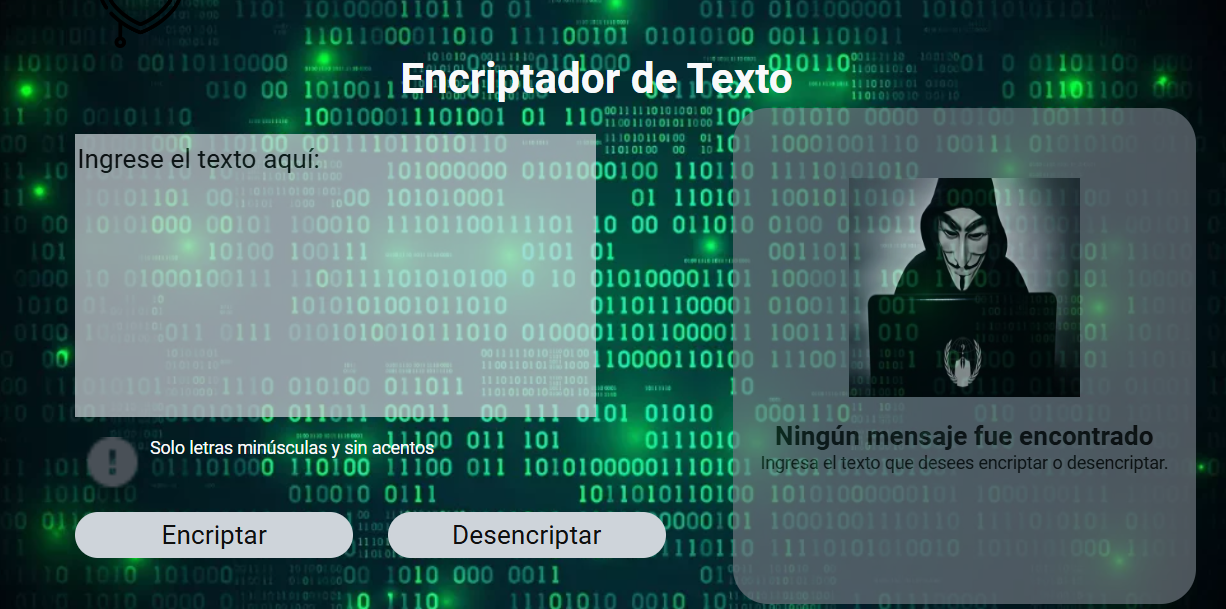 Encriptador de Texto
Ingrese el texto aquí:
Solo letras minúsculas y sin acentos
Encriptar
Desencriptar
Ningún mensaje fue encontrado
Ingresa el texto que desees encriptar o desencriptar.